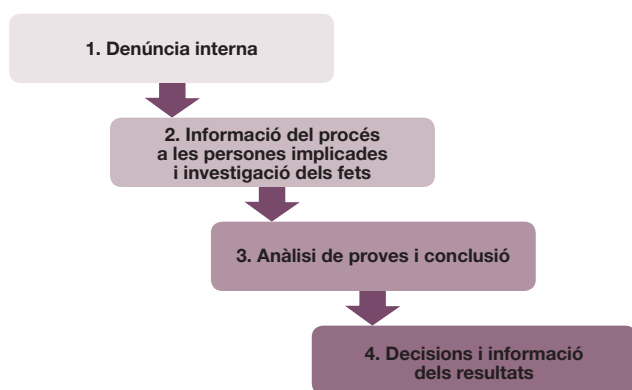 1. Denúncia interna
2. Informació del procés
a les persones implicades
i investigació dels fets
3. Anàlisi de proves i conclusió
4. Decisions i informació
dels resultats